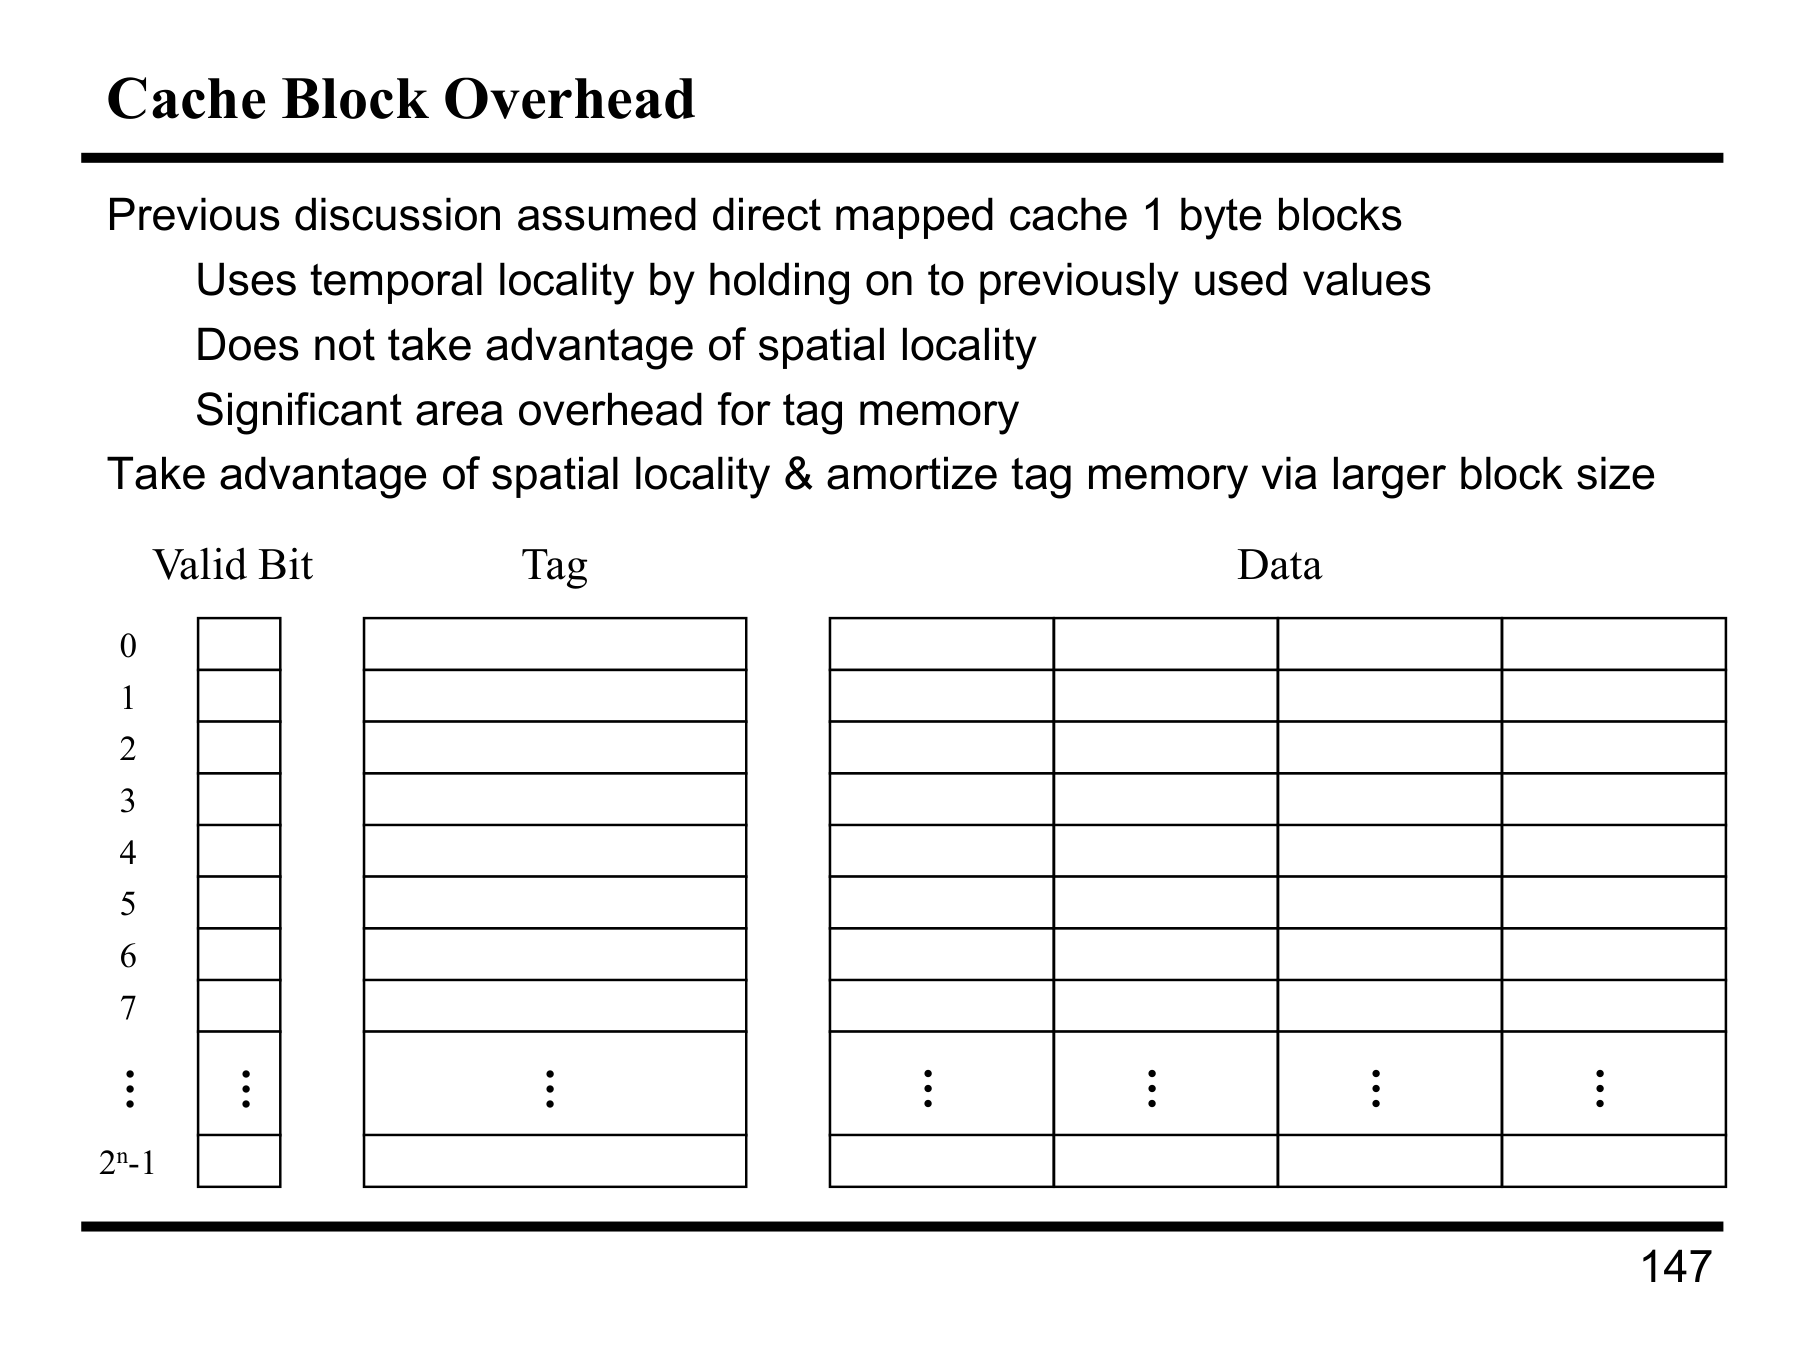 Cache Block Overhead
Previous discussion assumed direct mapped cache 1 byte blocks
Uses temporal locality by holding on to previously used values
Does not take advantage of spatial locality
Significant area overhead for tag memory
Take advantage of spatial locality & amortize tag memory via larger block size
Valid Bit Tag Data
0
1
2
3
4
5
6
7
⋮ ⋮ ⋮ ⋮ ⋮ ⋮ ⋮
2ⁿ-1
147